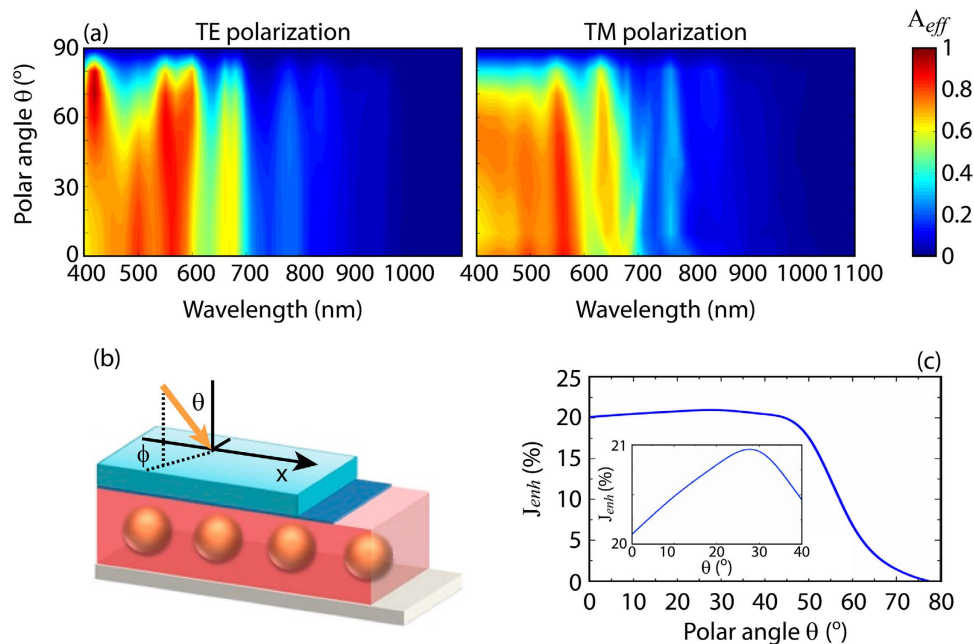 (a) TE polarization TM polarization A_eff
Polar angle θ (°)
90
60
30
0
400 500 600 700 800 900 1000
Wavelength (nm)
400 500 600 700 800 900 1000 1100
Wavelength (nm)
1
0.8
0.6
0.4
0.2
0
(b)
θ
ϕ
x
(c)
J_enh (%)
25
20
15
10
5
0
0 10 20 30 40 50 60 70 80
Polar angle θ (°)
J_enh (%)
21
20
0 10 20 30 40
θ (°)